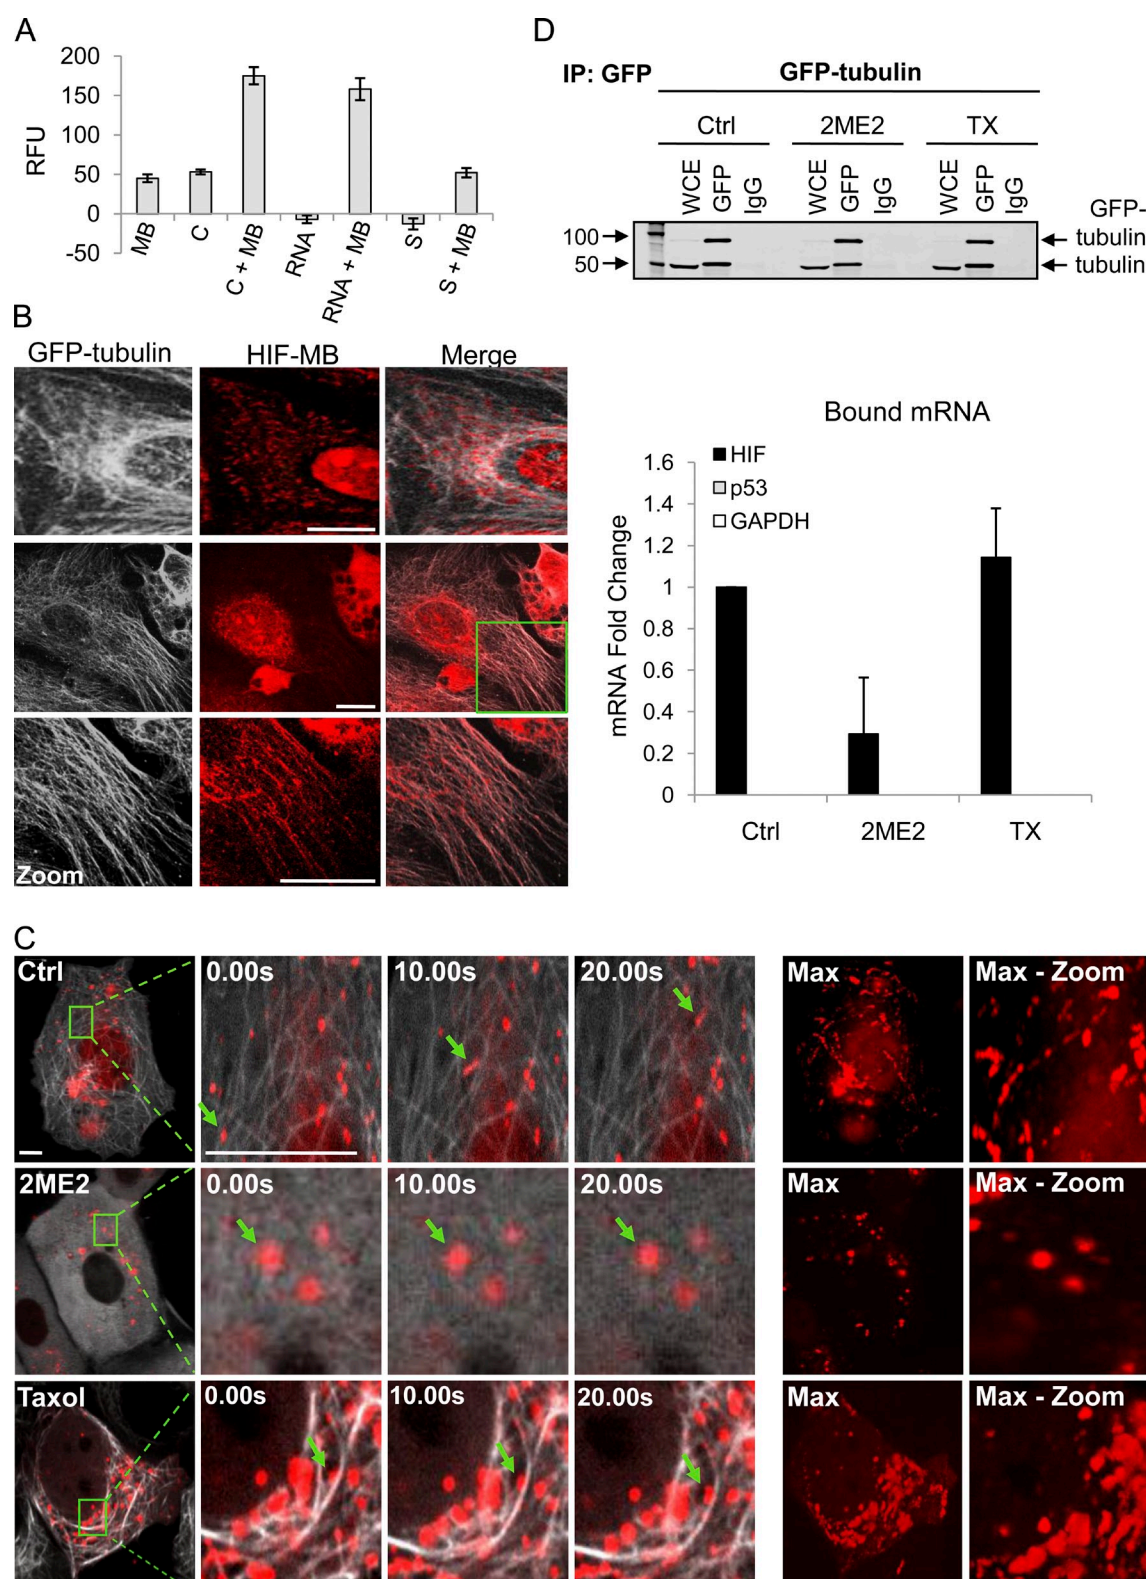 A
RFU
200
150
100
50
0
-50
MB
C
C + MB
RNA
RNA + MB
S
S + MB
D
IP: GFP
GFP-tubulin
Ctrl
2ME2
TX
WCE
GFP
IgG
WCE
GFP
IgG
WCE
GFP
IgG
100
50
GFP-
tubulin
tubulin
B
GFP-tubulin
HIF-MB
Merge
Zoom
Bound mRNA
HIF
p53
GAPDH
mRNA Fold Change
1.6
1.4
1.2
1
0.8
0.6
0.4
0.2
0
Ctrl
2ME2
TX
C
Ctrl
0.00s
10.00s
20.00s
Max
Max - Zoom
2ME2
0.00s
10.00s
20.00s
Max
Max - Zoom
Taxol
0.00s
10.00s
20.00s
Max
Max - Zoom